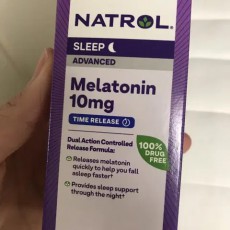 NATROL®
SLEEP
ADVANCED
Melatonin
10mg
TIME RELEASE
Dual Action Controlled
Release Formula:
✓ Releases melatonin
quickly to help you fall
asleep faster†
✓ Provides sleep support
through the night†
100%
DRUG
FREE